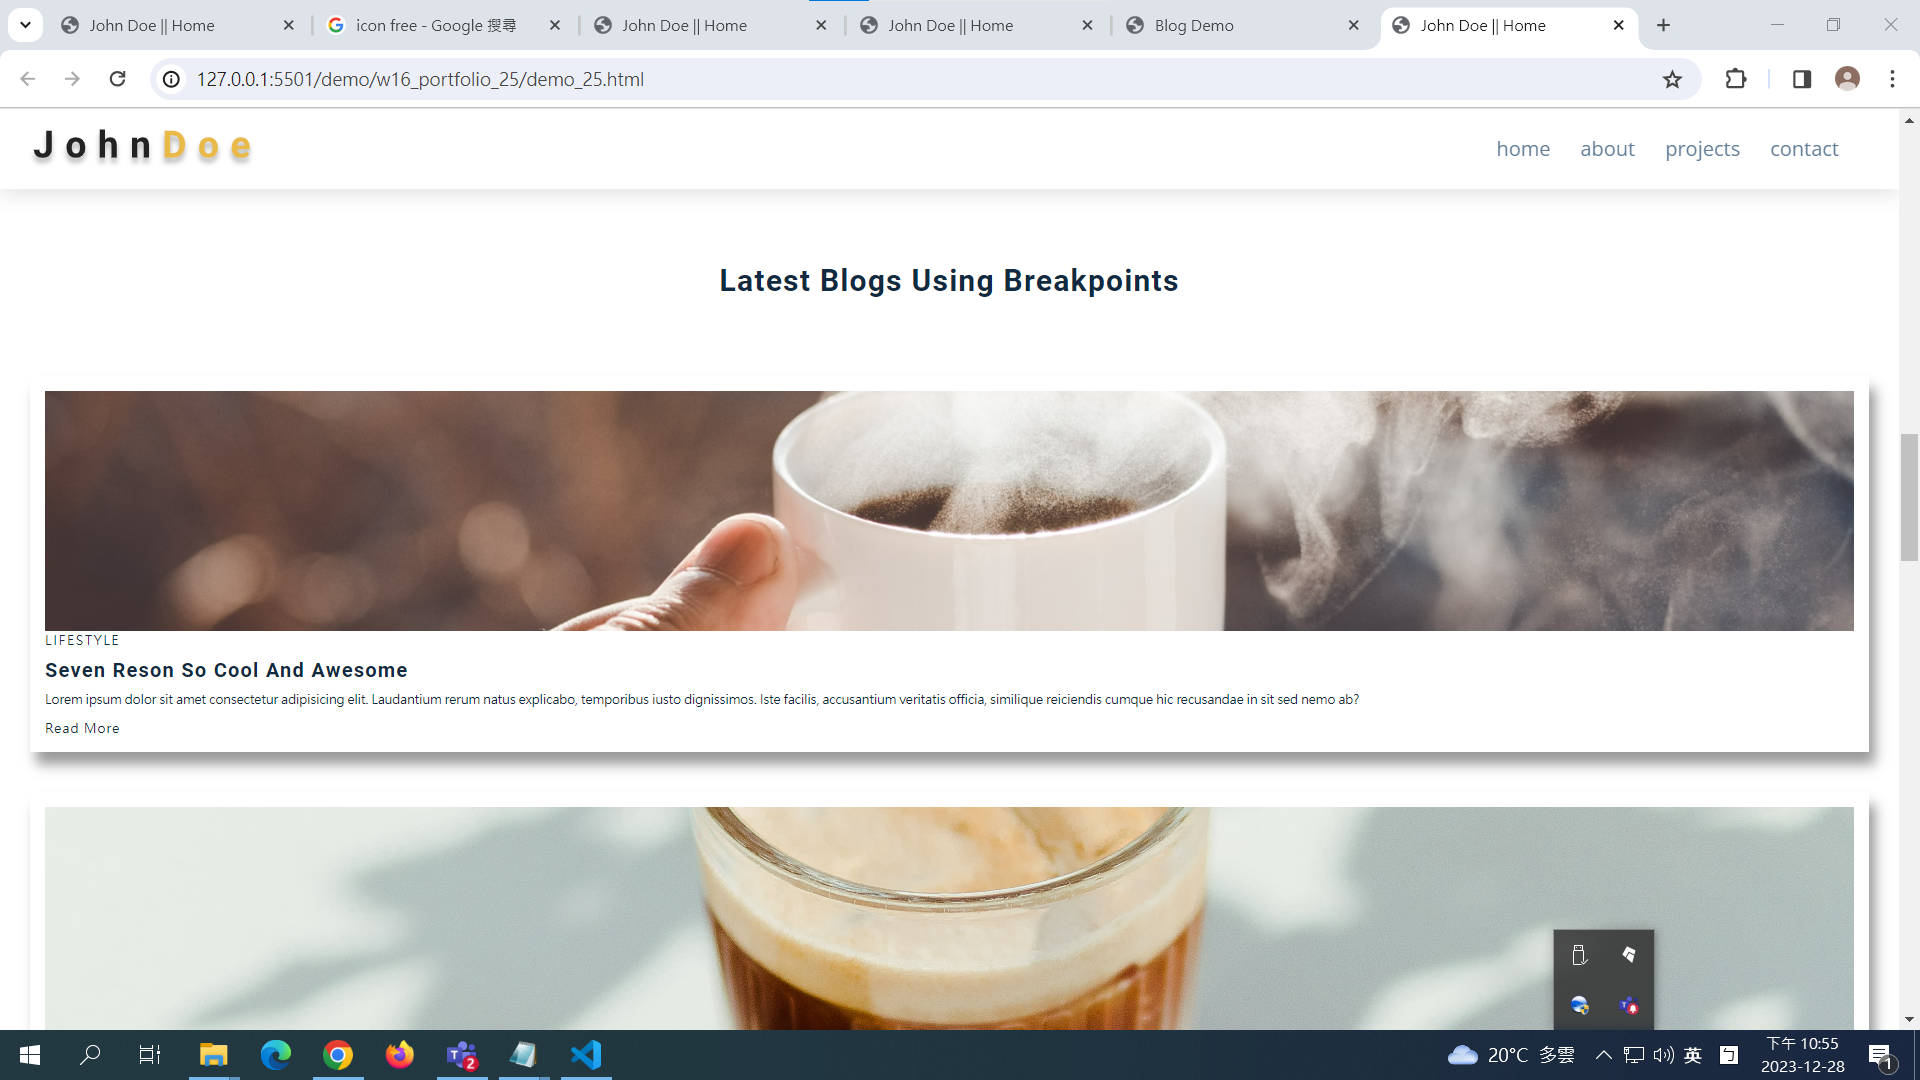 John Doe || Home
icon free - Google 搜尋
John Doe || Home
John Doe || Home
Blog Demo
John Doe || Home
127.0.0.1:5501/demo/w16_portfolio_25/demo_25.html
JohnDoe
home about projects contact
Latest Blogs Using Breakpoints
LIFESTYLE
Seven Reson So Cool And Awesome
Lorem ipsum dolor sit amet consectetur adipisicing elit. Laudantium rerum natus explicabo, temporibus iusto dignissimos. Iste facilis, accusantium veritatis officia, similique reiciendis cumque hic recusandae in sit sed nemo ab?
Read More
2
20°C 多雲
英
下午 10:55
2023-12-28
1